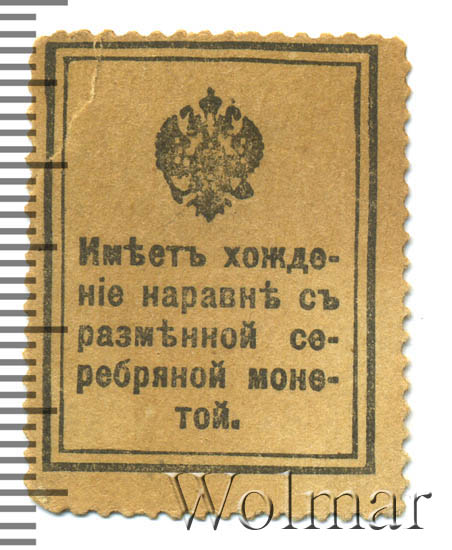 Имѣетъ хожде-
ніе наравнѣ съ
размѣнной се-
ребряной моне-
той.
Wolmar